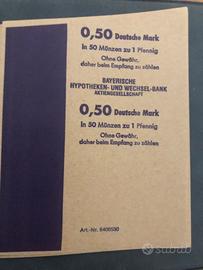 0,50 Deutsche Mark
In 50 Münzen zu 1 Pfennig
Ohne Gewähr,
daher beim Empfang zu zählen
BAYERISCHE
HYPOTHEKEN- UND WECHSEL-BANK
AKTIENGESELLSCHAFT
0,50 Deutsche Mark
In 50 Münzen zu 1 Pfennig
Ohne Gewähr,
daher beim Empfang zu zählen
Art.-Nr. 6400530
subito